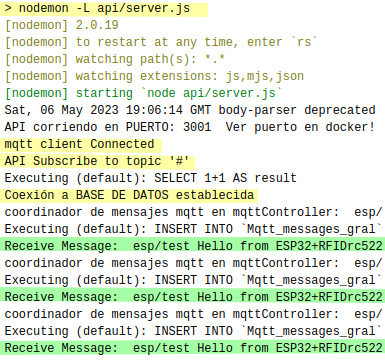 > nodemon -L api/server.js
[nodemon] 2.0.19
[nodemon] to restart at any time, enter `rs`
[nodemon] watching path(s): *.*
[nodemon] watching extensions: js,mjs,json
[nodemon] starting `node api/server.js`
Sat, 06 May 2023 19:06:14 GMT body-parser deprecated
API corriendo en PUERTO: 3001  Ver puerto en docker!
mqtt client Connected
API Subscribe to topic '#'
Executing (default): SELECT 1+1 AS result
Coexión a BASE DE DATOS establecida
coordinador de mensajes mqtt en mqttController:  esp/
Executing (default): INSERT INTO `Mqtt_messages_gral`
Receive Message:  esp/test Hello from ESP32+RFIDrc522
coordinador de mensajes mqtt en mqttController:  esp/
Executing (default): INSERT INTO `Mqtt_messages_gral`
Receive Message:  esp/test Hello from ESP32+RFIDrc522
coordinador de mensajes mqtt en mqttController:  esp/
Executing (default): INSERT INTO `Mqtt_messages_gral`
Receive Message:  esp/test Hello from ESP32+RFIDrc522